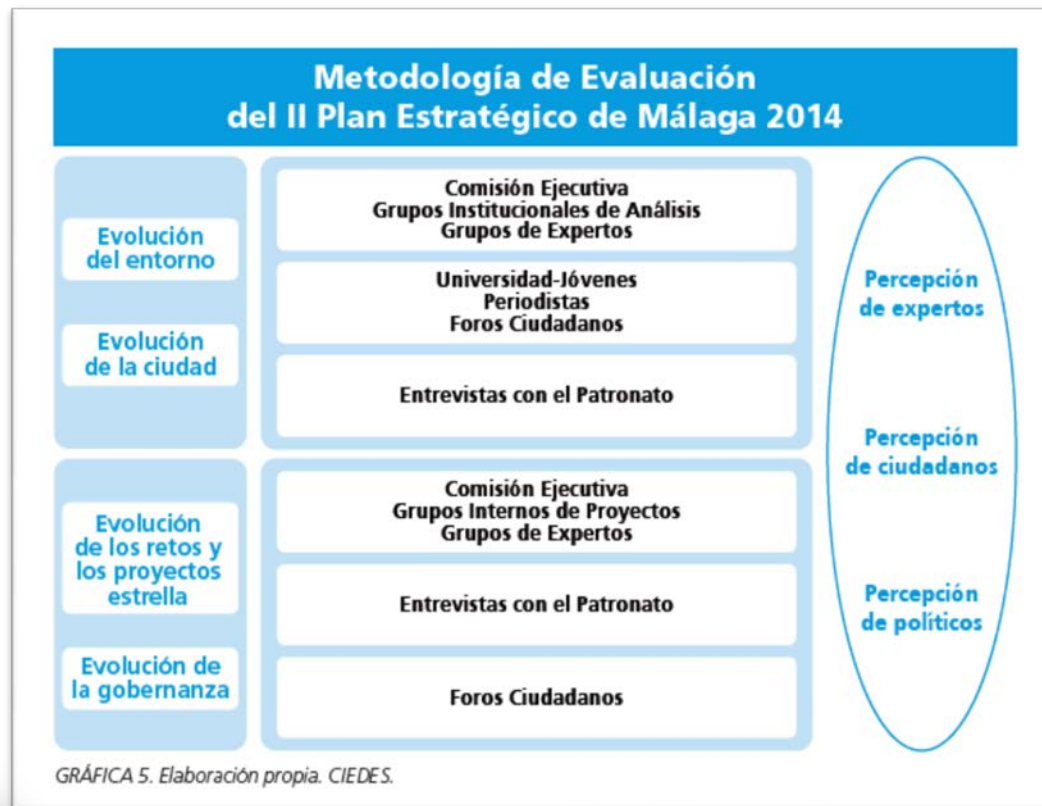 Metodología de Evaluación
del II Plan Estratégico de Málaga 2014
Evolución
del entorno
Evolución
de la ciudad
Comisión Ejecutiva
Grupos Institucionales de Análisis
Grupos de Expertos
Universidad-Jóvenes
Periodistas
Foros Ciudadanos
Entrevistas con el Patronato
Evolución
de los retos y
los proyectos
estrella
Evolución de
la gobernanza
Comisión Ejecutiva
Grupos Internos de Proyectos
Grupos de Expertos
Entrevistas con el Patronato
Foros Ciudadanos
Percepción
de expertos
Percepción
de ciudadanos
Percepción
de políticos
GRÁFICA 5. Elaboración propia. CIEDES.